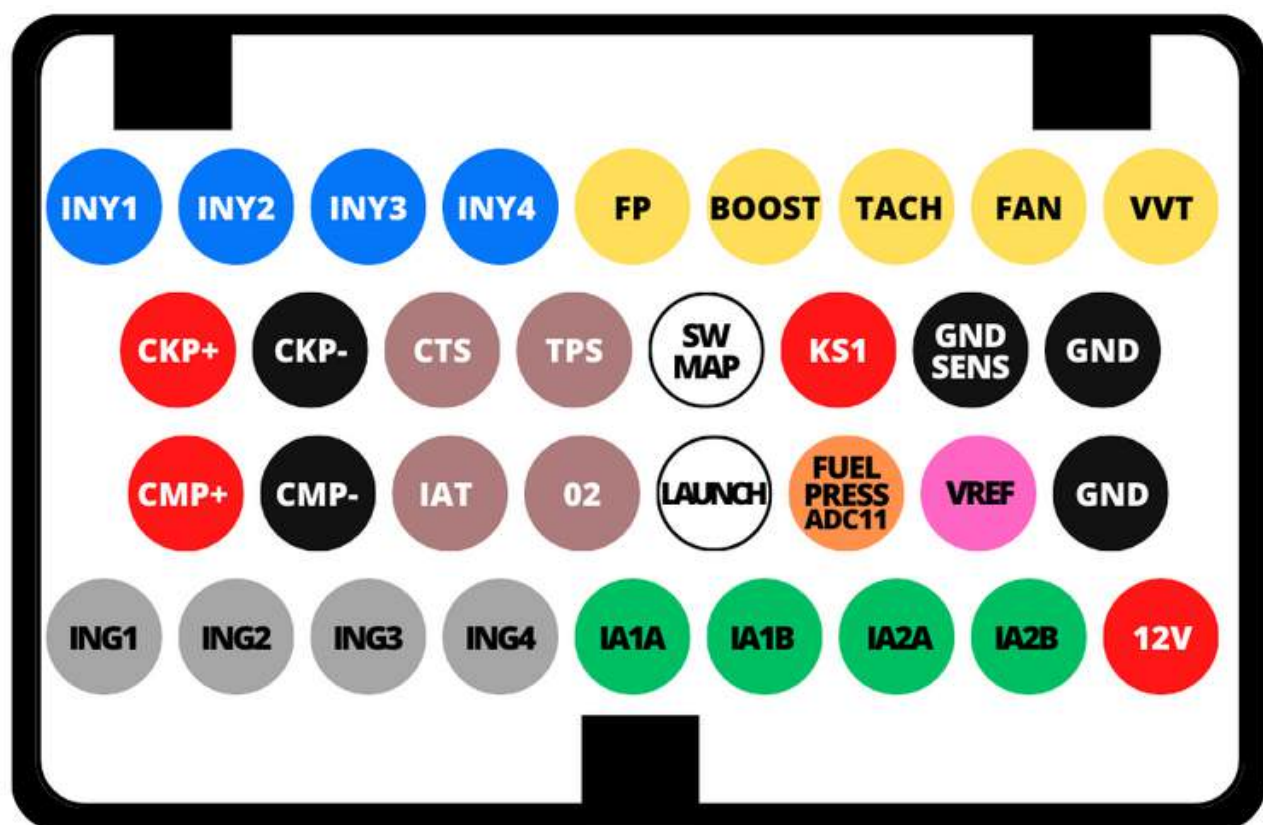 INY1 INY2 INY3 INY4 FP BOOST TACH FAN VVT
CKP+ CKP- CTS TPS SW MAP KS1 GND SENS GND
CMP+ CMP- IAT 02 LAUNCH FUEL PRESS ADC11 VREF GND
ING1 ING2 ING3 ING4 IA1A IA1B IA2A IA2B 12V